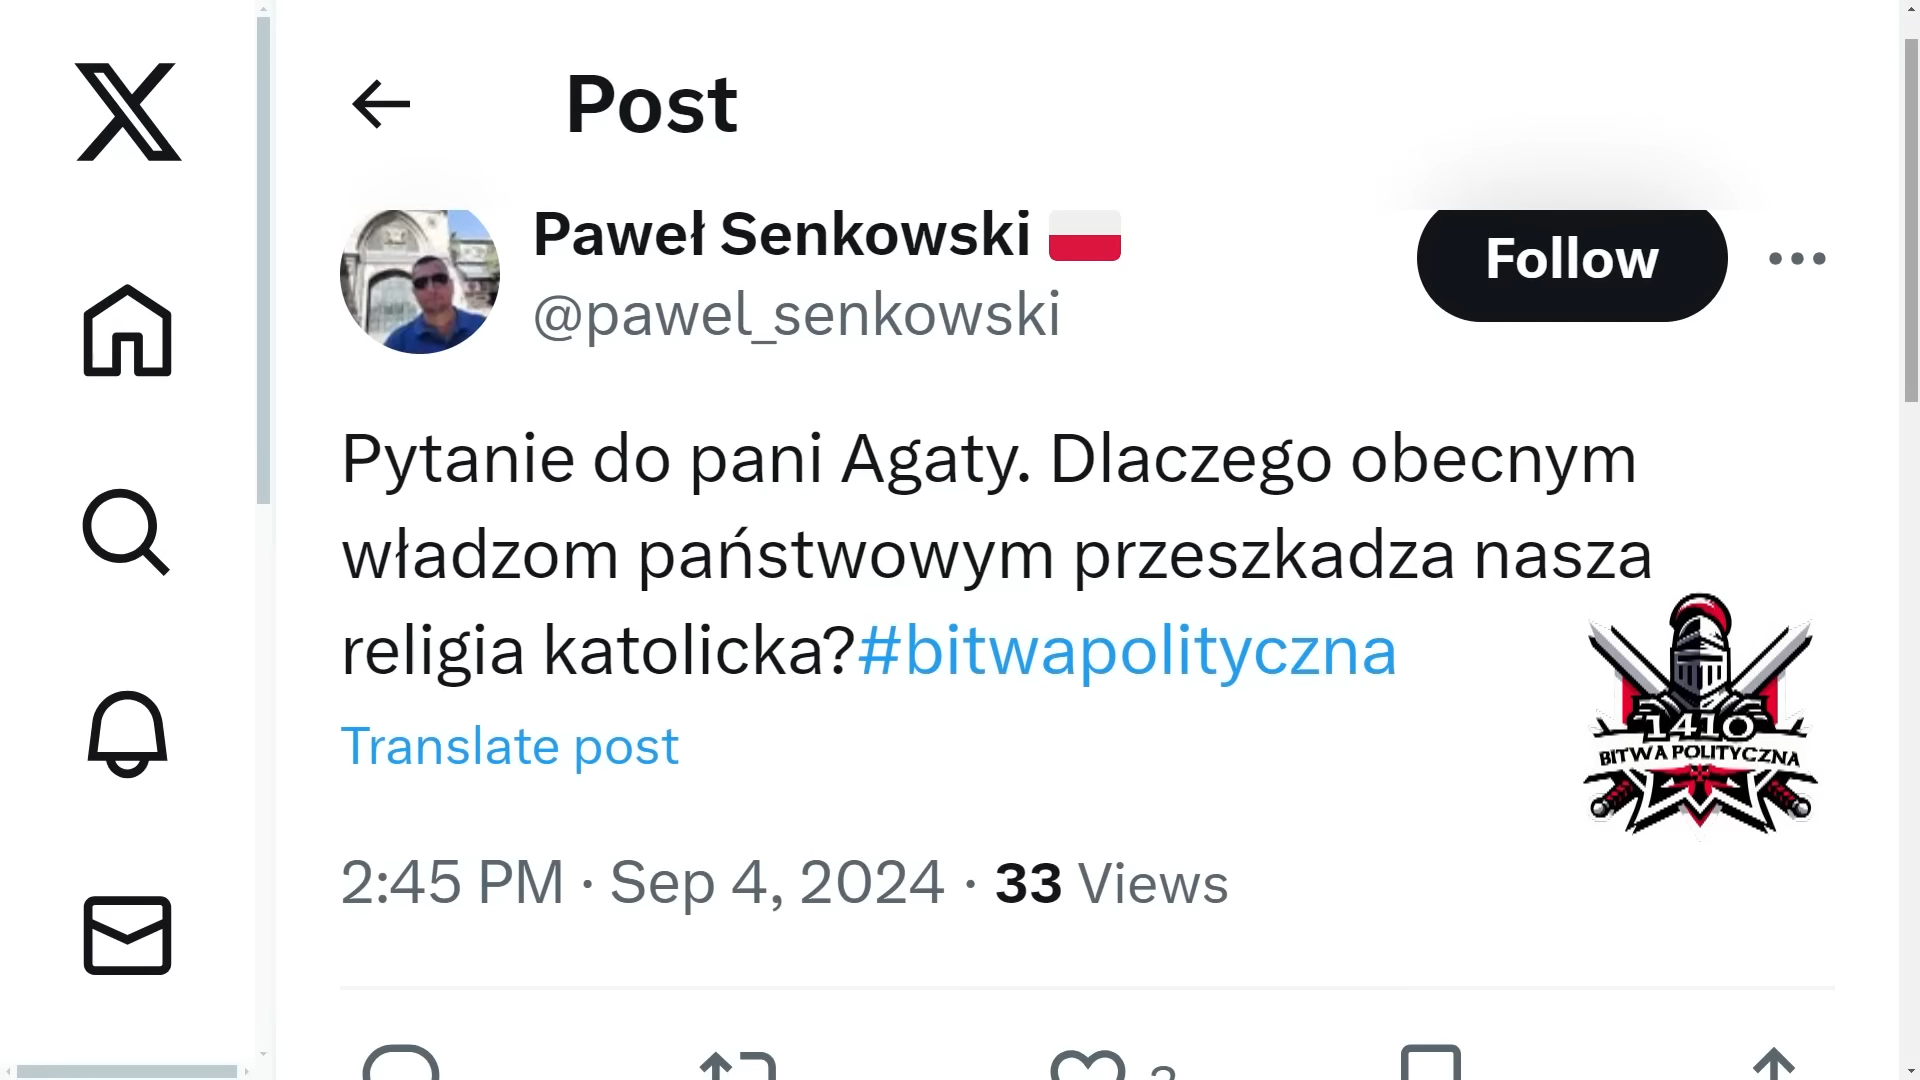 Post
Paweł Senkowski
@pawel_senkowski
Follow
Pytanie do pani Agaty. Dlaczego obecnym
władzom państwowym przeszkadza nasza
religia katolicka?#bitwapolityczna
Translate post
1410
BITWA POLITYCZNA
2:45 PM · Sep 4, 2024 · 33 Views